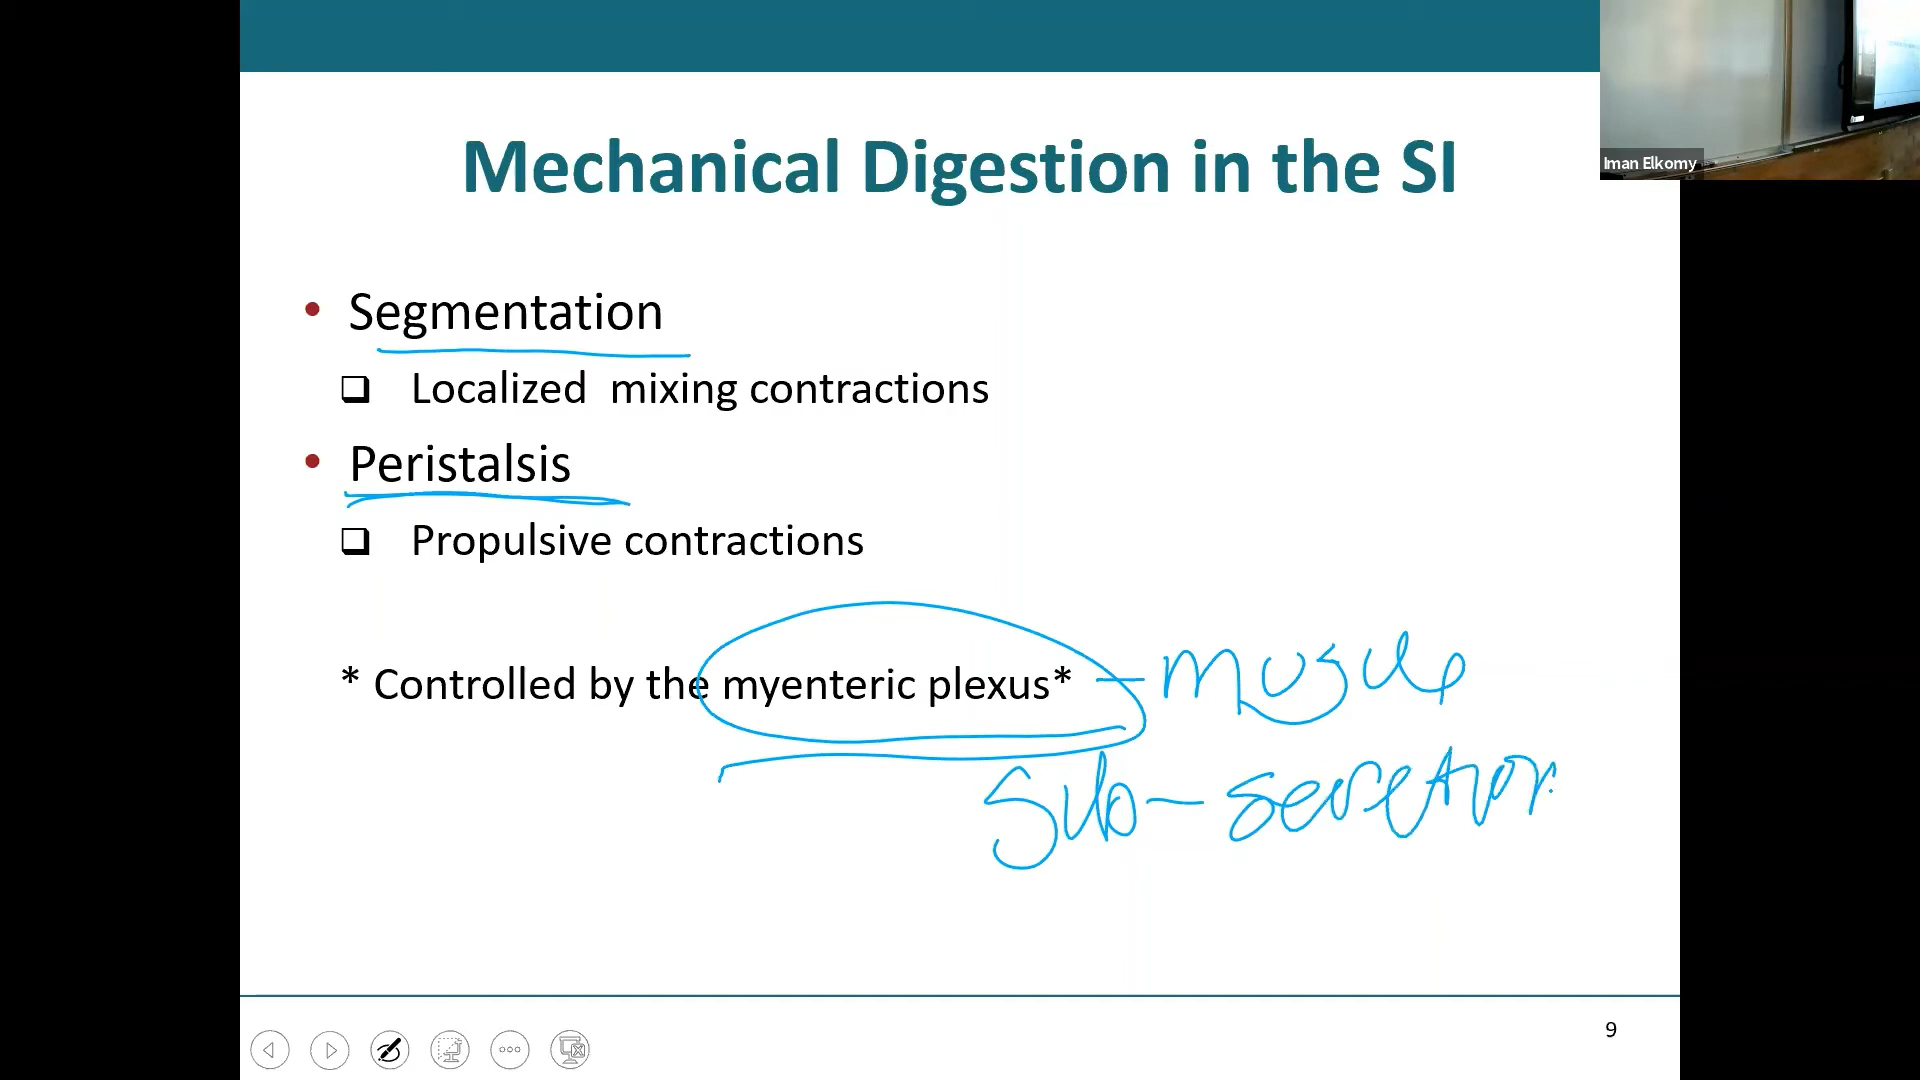 Iman Elkomy
Mechanical Digestion in the SI
• Segmentation
❑ Localized mixing contractions
• Peristalsis
❑ Propulsive contractions
* Controlled by the myenteric plexus* – muscle
Sub – secretion
9